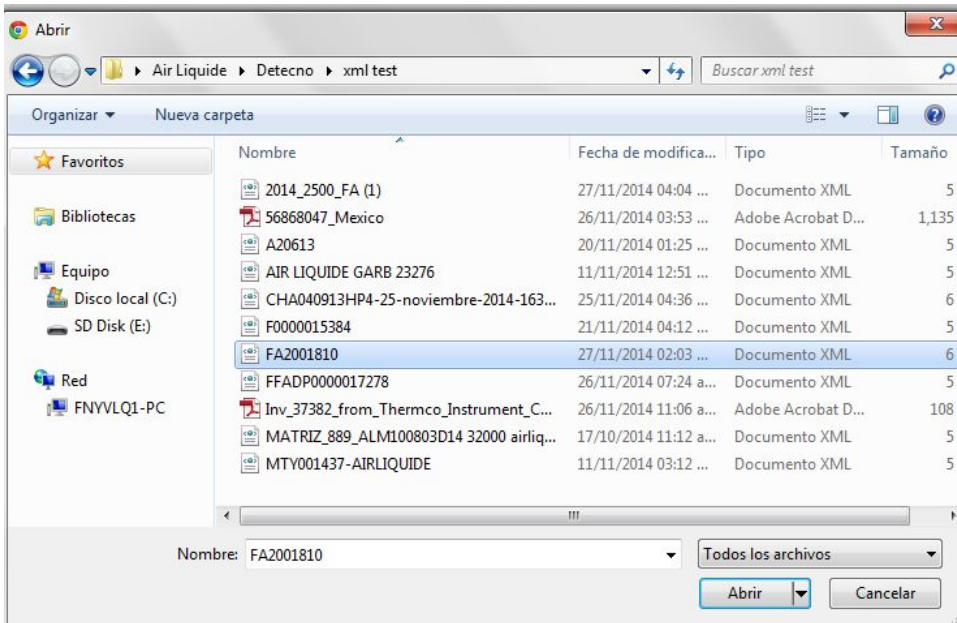 Abrir
Air Liquide Detecno xml test Buscar xml test
Organizar Nueva carpeta
Favoritos
Bibliotecas
Equipo
Disco local (C:)
SD Disk (E:)
Red
FNYVLQ1-PC
Nombre Fecha de modifica... Tipo Tamaño
2014_2500_FA (1) 27/11/2014 04:04 ... Documento XML 5
56868047_Mexico 26/11/2014 03:53 ... Adobe Acrobat D... 1,135
A20613 20/11/2014 01:25 ... Documento XML 5
AIR LIQUIDE GARB 23276 11/11/2014 12:51 ... Documento XML 5
CHA040913HP4-25-noviembre-2014-163... 25/11/2014 04:36 ... Documento XML 6
F0000015384 21/11/2014 04:12 ... Documento XML 5
FA2001810 27/11/2014 02:03 ... Documento XML 6
FFADP0000017278 26/11/2014 07:24 a... Documento XML 5
Inv_37382_from_Thermco_Instrument_C... 26/11/2014 11:06 a... Adobe Acrobat D... 108
MATRIZ_889_ALM100803D14 32000 airliq... 17/10/2014 11:12 a... Documento XML 5
MTY001437-AIRLIQUIDE 11/11/2014 03:12 ... Documento XML 5
Nombre: FA2001810 Todos los archivos
Abrir Cancelar